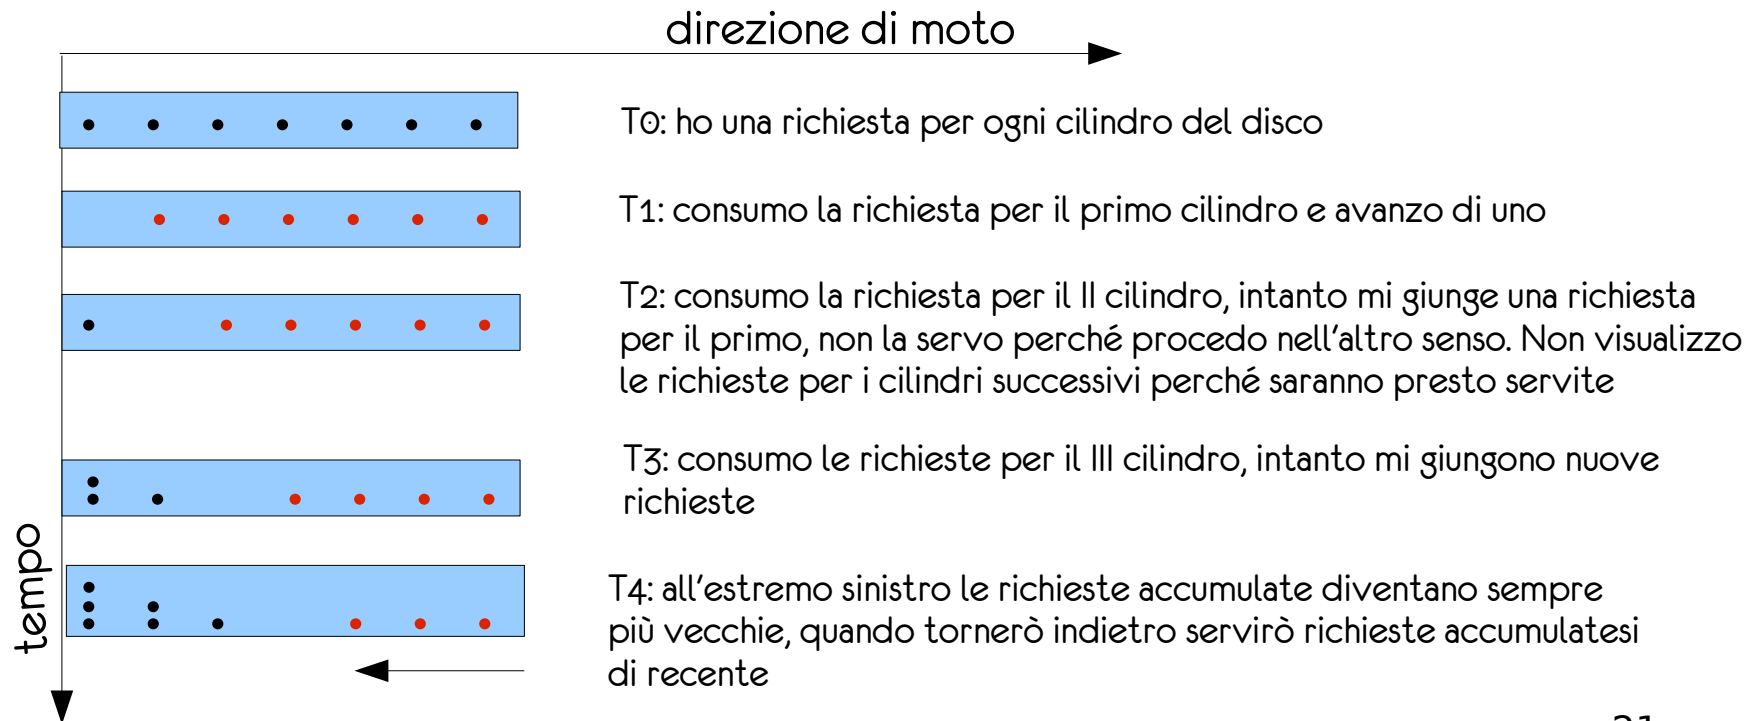 direzione di moto
T0: ho una richiesta per ogni cilindro del disco
T1: consumo la richiesta per il primo cilindro e avanzo di uno
T2: consumo la richiesta per il II cilindro, intanto mi giunge una richiesta
per il primo, non la servo perché procedo nell'altro senso. Non visualizzo
le richieste per i cilindri successivi perché saranno presto servite
T3: consumo le richieste per il III cilindro, intanto mi giungono nuove
richieste
tempo
T4: all'estremo sinistro le richieste accumulate diventano sempre
più vecchie, quando tornerò indietro servirò richieste accumulatesi
di recente